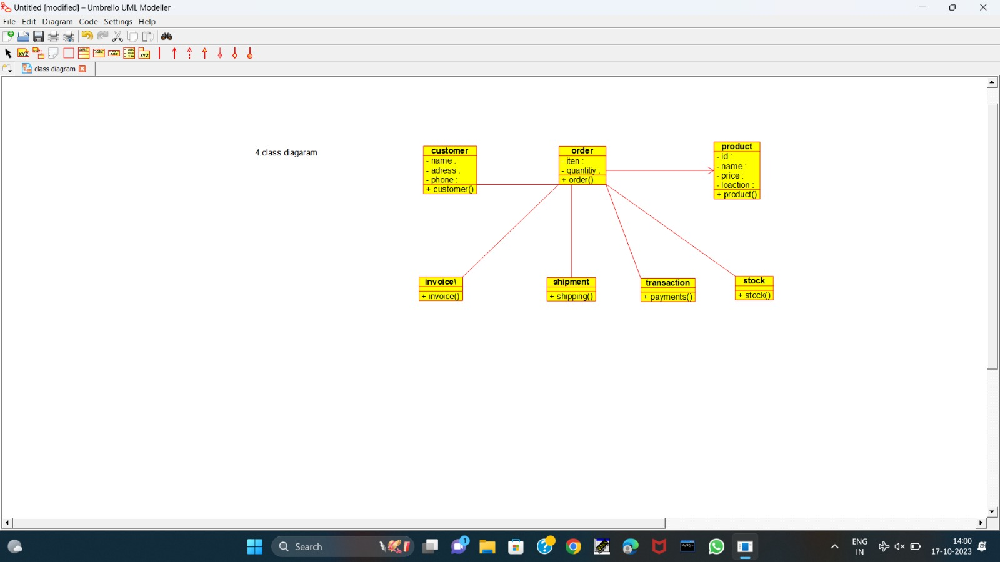 Untitled [modified] – Umbrello UML Modeller
File Edit Diagram Code Settings Help
class diagram
4.class diagaram
customer
- name :
- adress :
- phone :
+ customer()
order
- iten :
- quantitiy :
+ order()
product
- id :
- name :
- price :
- loaction :
+ product()
invoice\
+ invoice()
shipment
+ shipping()
transaction
+ payments()
stock
+ stock()
Search
1
ENG
IN
14:00
17-10-2023